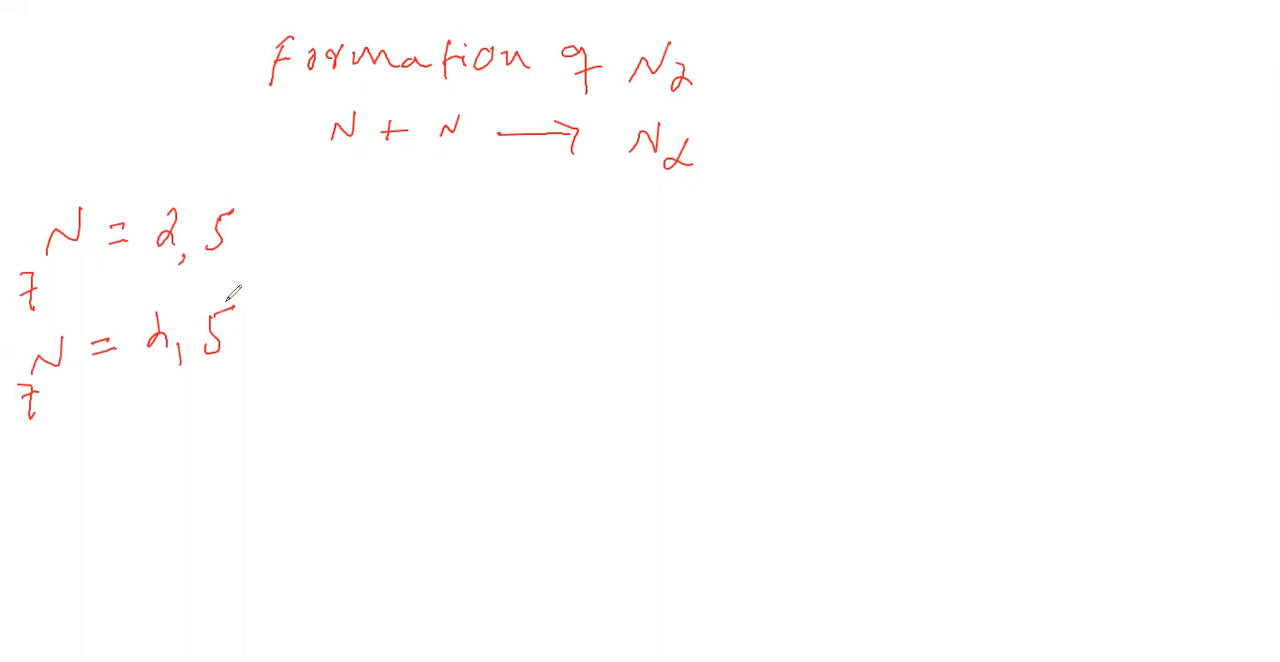 Formation of N2
N + N → N2
7N = 2, 5
7N = 2, 5